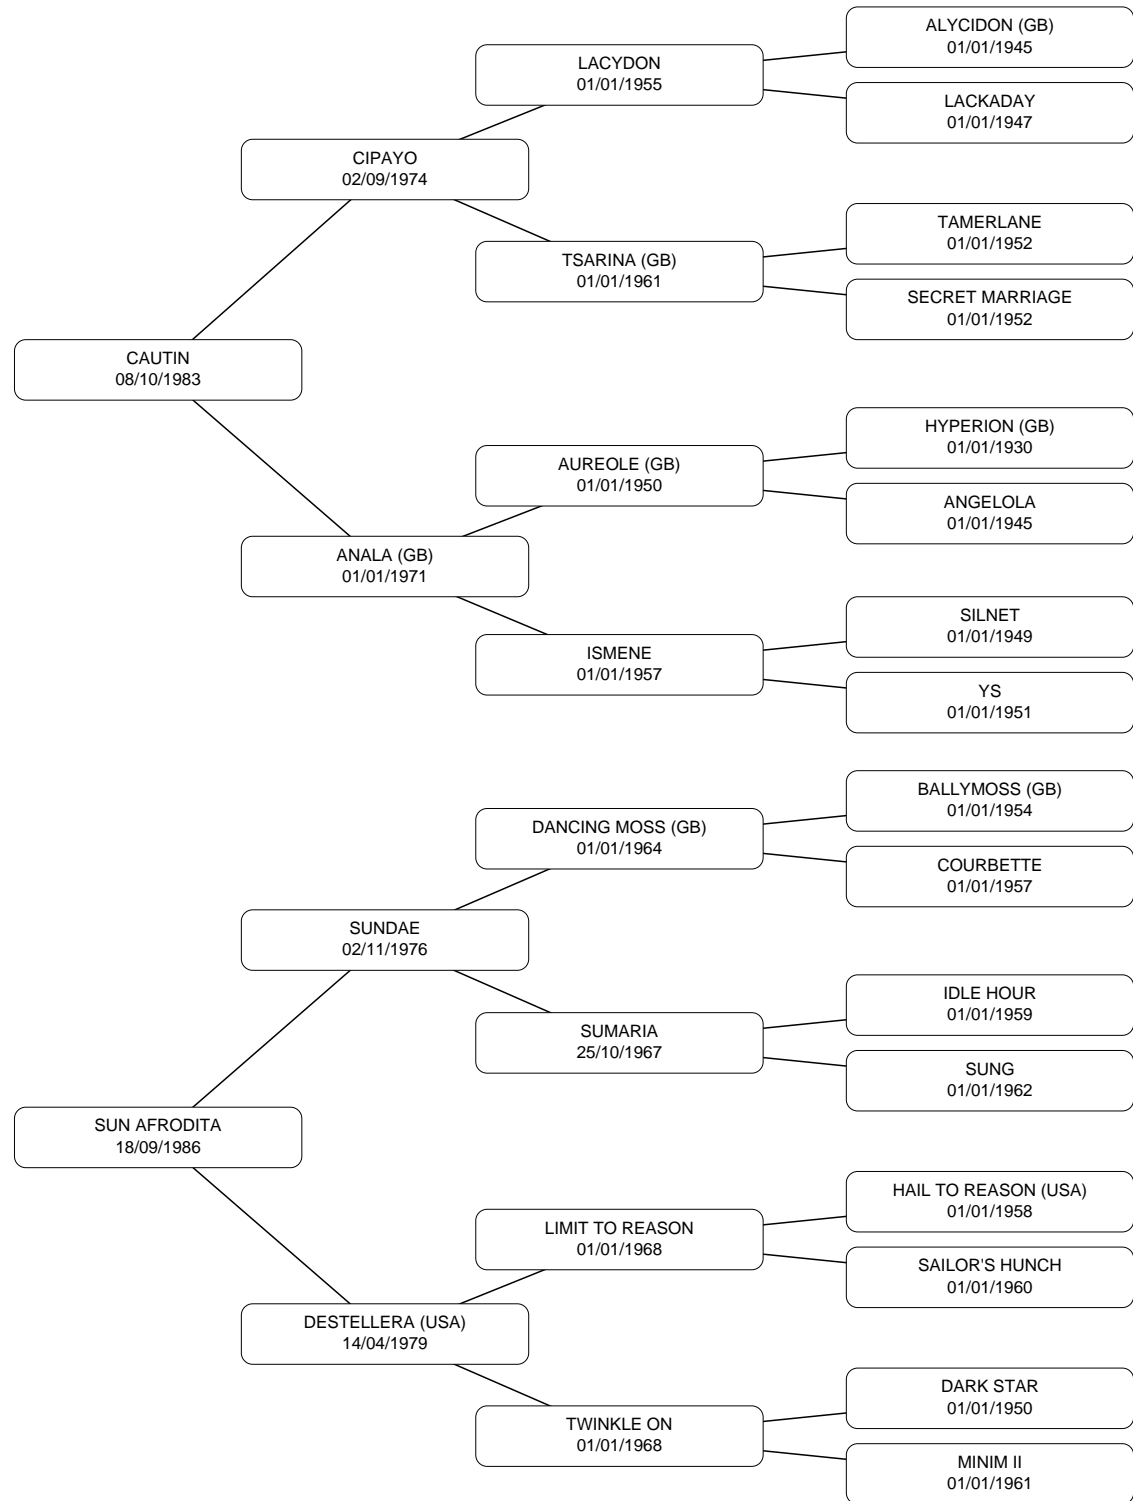 ALYCIDON (GB)
01/01/1945
LACYDON
01/01/1955
LACKADAY
01/01/1947
CIPAYO
02/09/1974
TAMERLANE
01/01/1952
TSARINA (GB)
01/01/1961
SECRET MARRIAGE
01/01/1952
CAUTIN
08/10/1983
HYPERION (GB)
01/01/1930
AUREOLE (GB)
01/01/1950
ANGELOLA
01/01/1945
ANALA (GB)
01/01/1971
SILNET
01/01/1949
ISMENE
01/01/1957
YS
01/01/1951
BALLYMOSS (GB)
01/01/1954
DANCING MOSS (GB)
01/01/1964
COURBETTE
01/01/1957
SUNDAE
02/11/1976
IDLE HOUR
01/01/1959
SUMARIA
25/10/1967
SUNG
01/01/1962
SUN AFRODITA
18/09/1986
HAIL TO REASON (USA)
01/01/1958
LIMIT TO REASON
01/01/1968
SAILOR'S HUNCH
01/01/1960
DESTELLERA (USA)
14/04/1979
DARK STAR
01/01/1950
TWINKLE ON
01/01/1968
MINIM II
01/01/1961